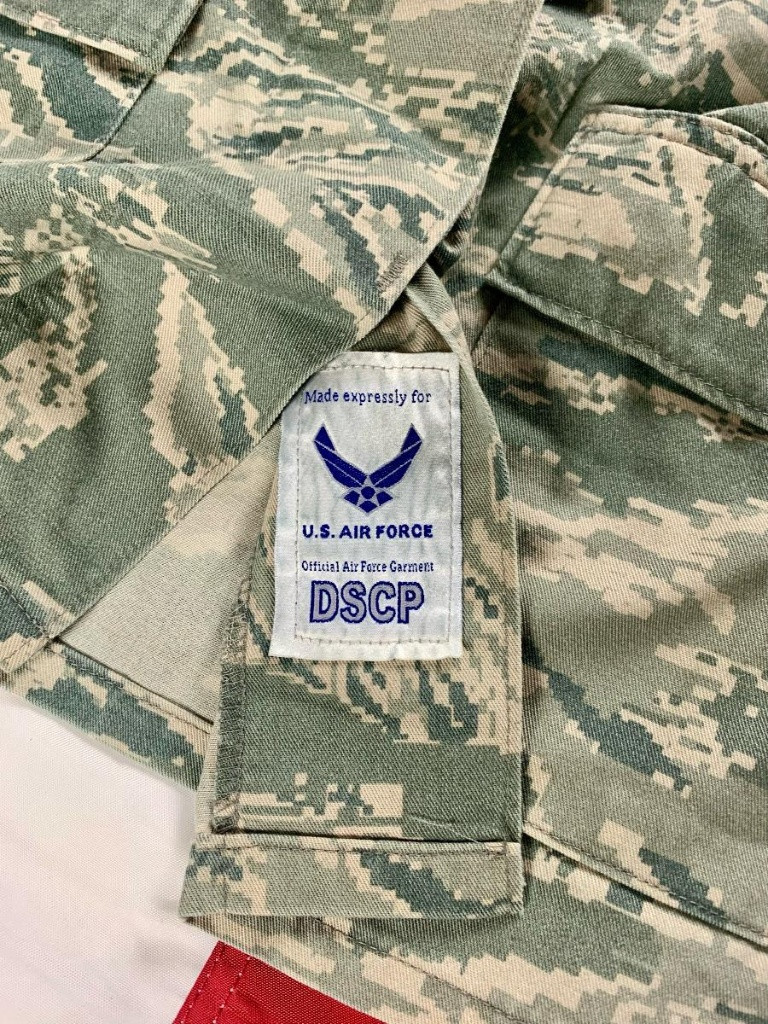 Made expressly for
U.S. AIR FORCE
Official Air Force Garment
DSCP